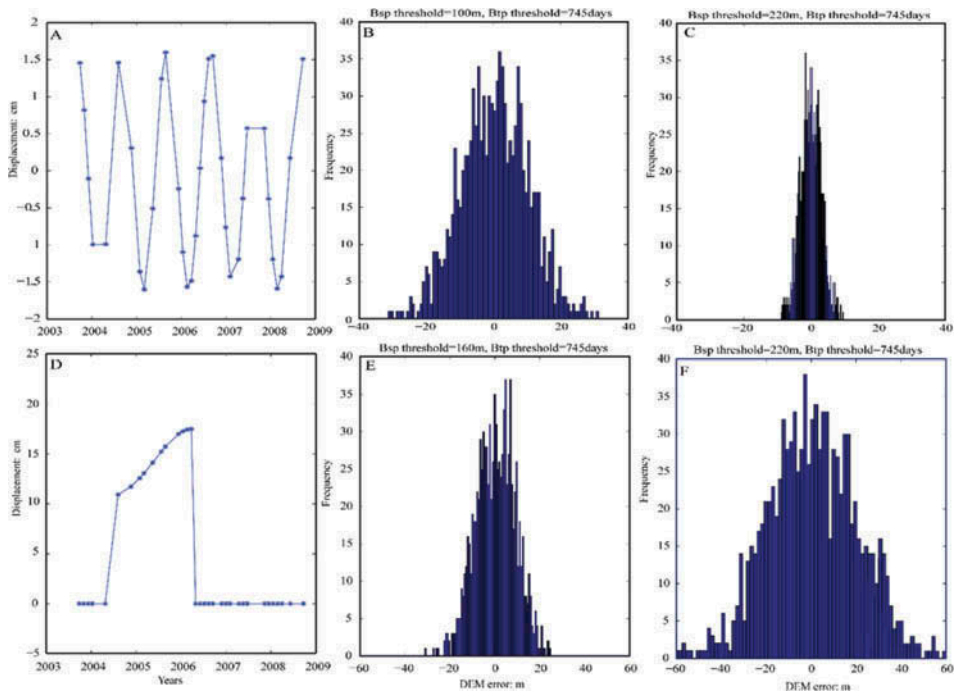 Bsp threshold=100m, Btp threshold=745days
Bsp threshold=220m, Btp threshold=745days
A
B
C
Displacement: cm
2
1.5
1
0.5
0
−0.5
1
−1.5
−2
2003 2004 2005 2006 2007 2008 2009
Frequency
40
35
30
25
20
15
10
5
0
−40 −20 0 20 40
Frequency
40
35
30
25
20
15
10
5
0
−40 −20 0 20 40
Bsp threshold=160m, Btp threshold=745days
Bsp threshold=220m, Btp threshold=745days
D
E
F
Displacement: cm
25
20
15
10
5
0
−5
2003 2004 2005 2006 2007 2008 2009
Years
Frequency
40
35
30
25
20
15
10
5
0
−60 −40 −20 0 20 40
DEM error: m
Frequency
40
35
30
25
20
15
10
5
0
−60 −40 −20 0 20 40 60
DEM error: m